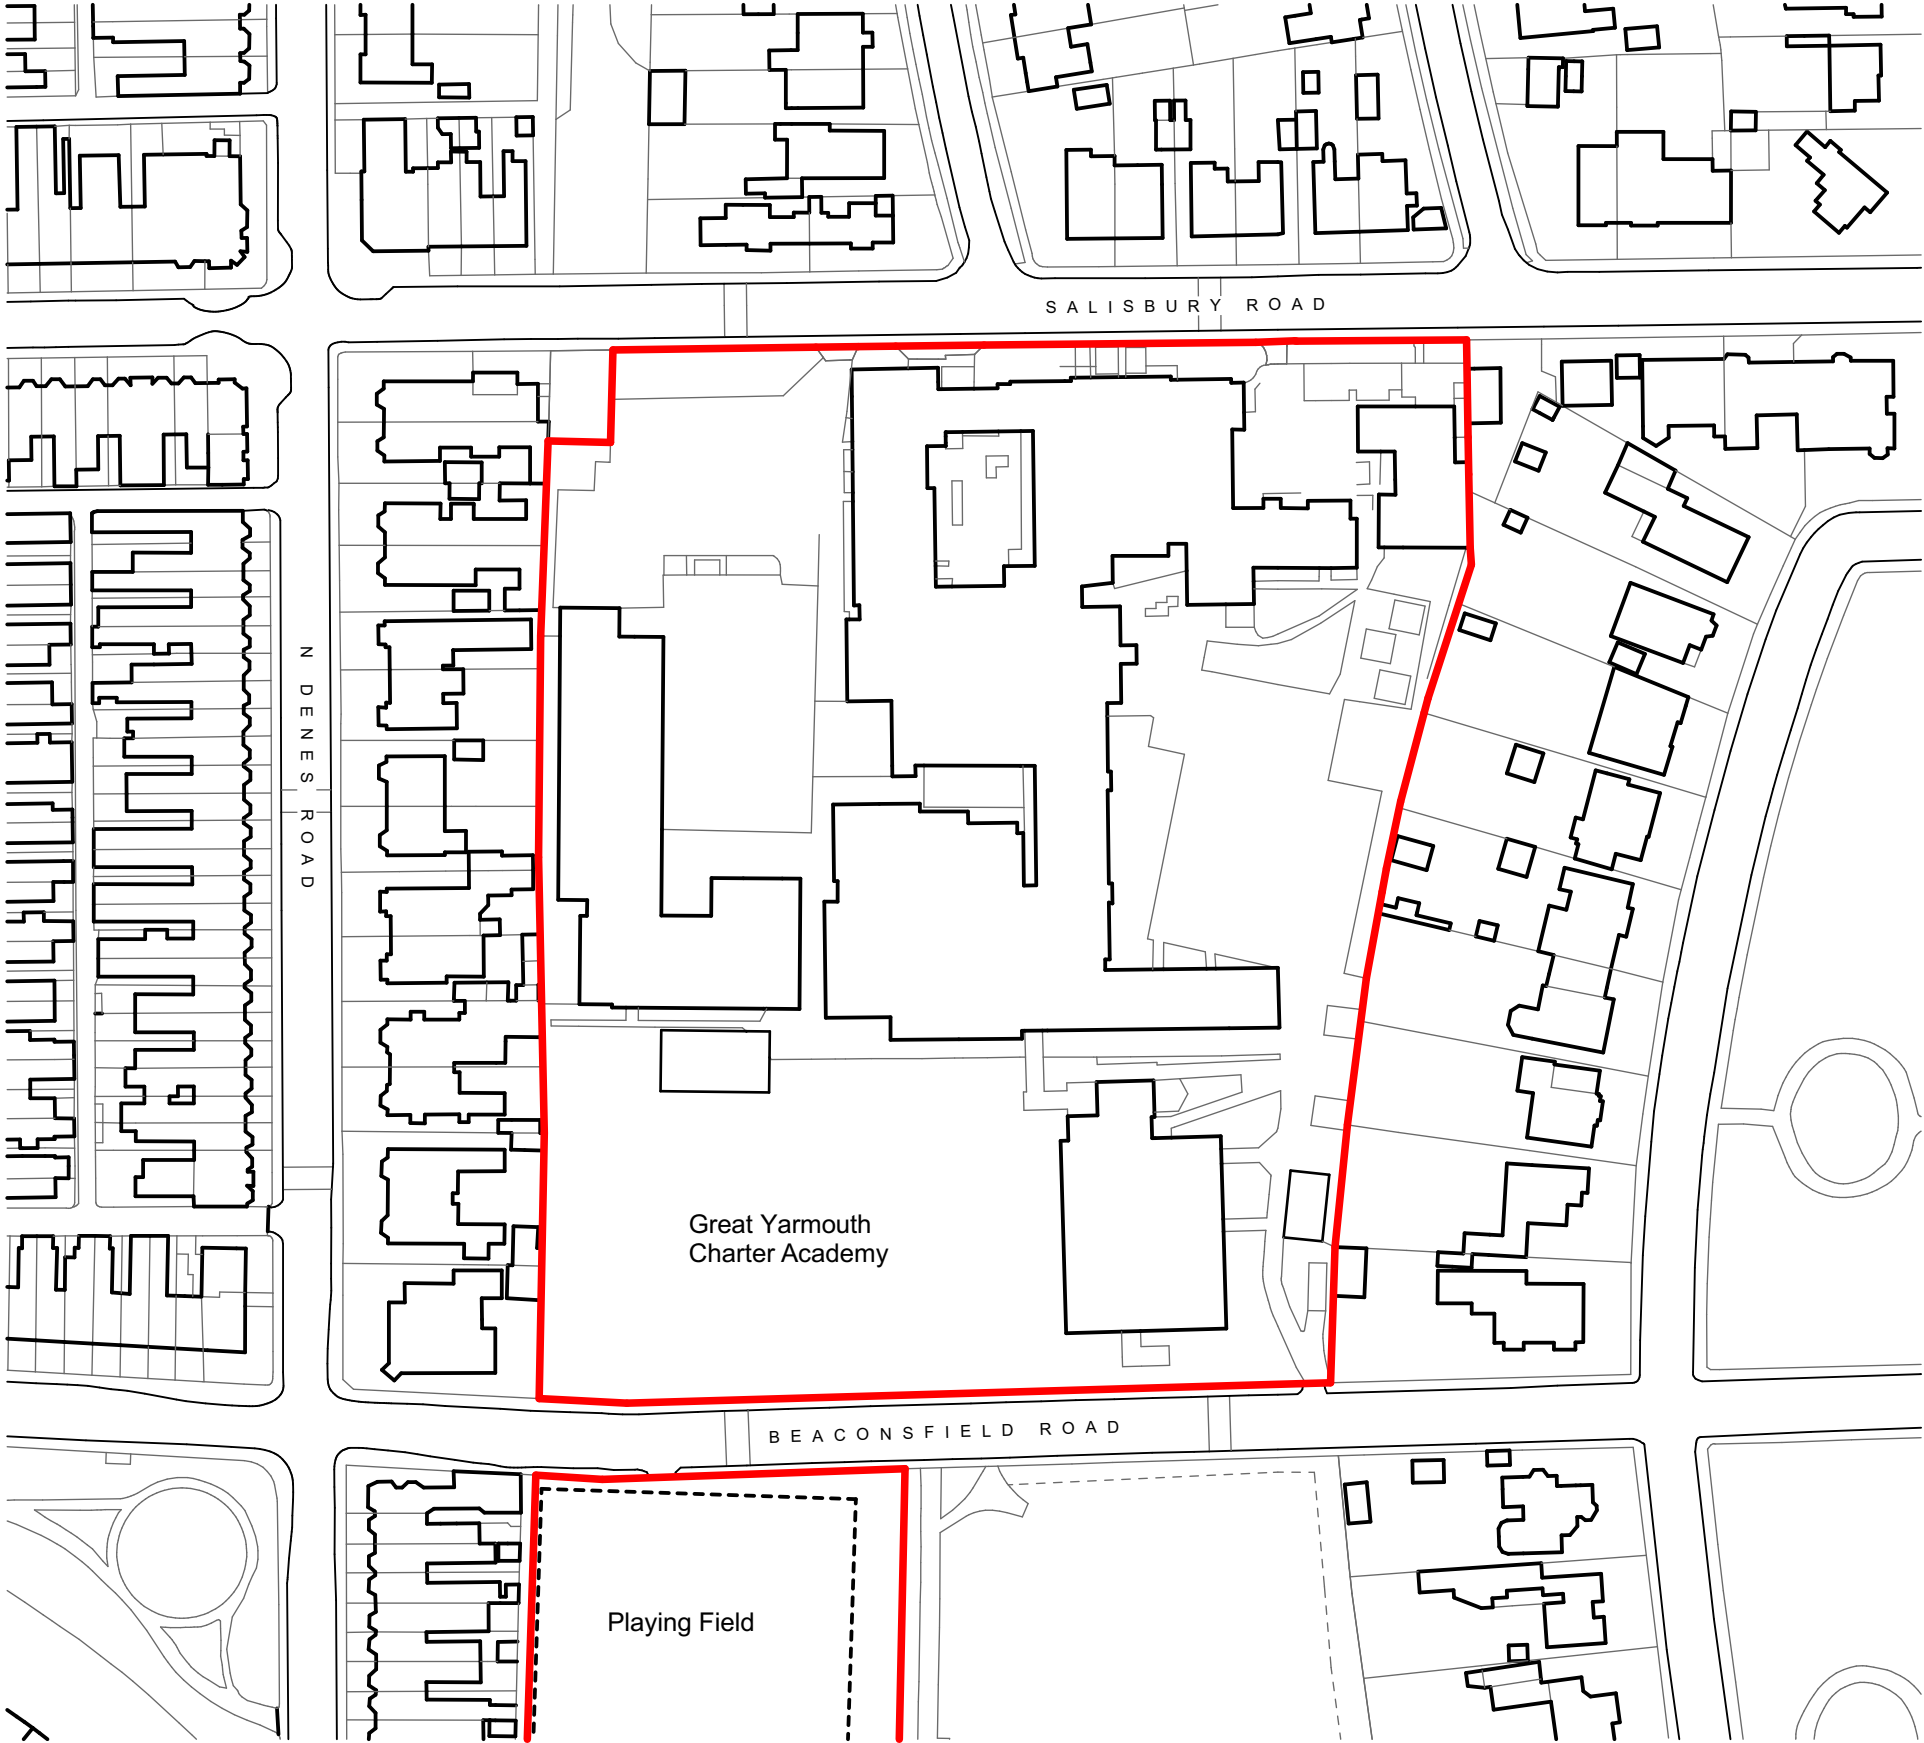 SALISBURY ROAD
N DENES ROAD
Great Yarmouth
Charter Academy
BEACONSFIELD ROAD
Playing Field